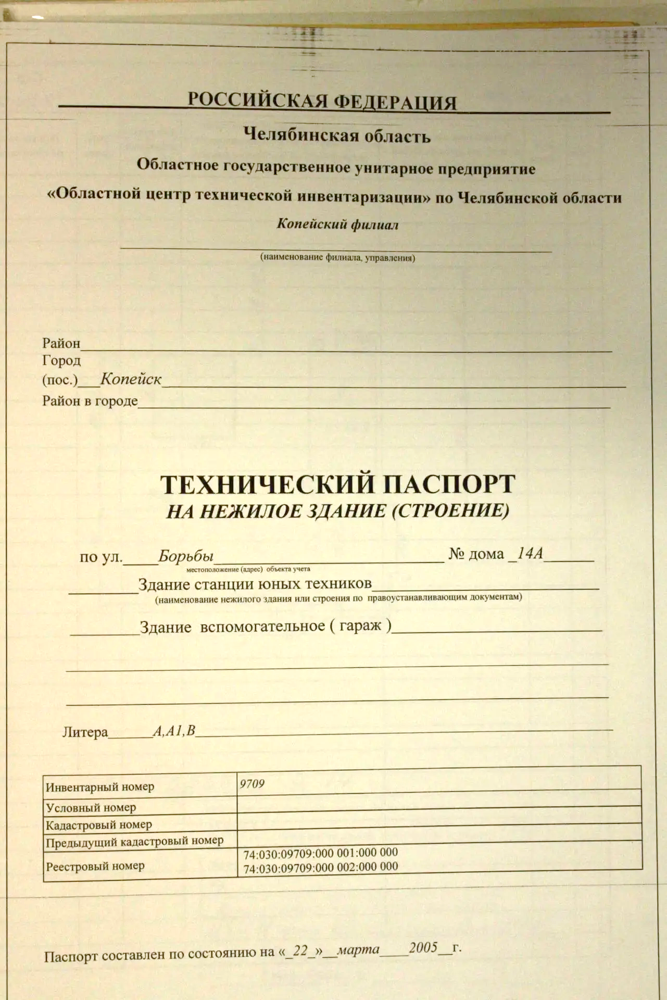 РОССИЙСКАЯ ФЕДЕРАЦИЯ
Челябинская область
Областное государственное унитарное предприятие
«Областной центр технической инвентаризации» по Челябинской области
Копейский филиал
(наименование филиала, управления)
Район
Город
(пос.) Копейск
Район в городе
ТЕХНИЧЕСКИЙ ПАСПОРТ
НА НЕЖИЛОЕ ЗДАНИЕ (СТРОЕНИЕ)
по ул. Борьбы № дома 14А
местоположение (адрес) объекта учета
Здание станции юных техников
(наименование нежилого здания или строения по правоустанавливающим документам)
Здание вспомогательное ( гараж )
Литера А,А1,В
Инвентарный номер 9709
Условный номер
Кадастровый номер
Предыдущий кадастровый номер
Реестровый номер 74:030:09709:000 001:000 000
74:030:09709:000 002:000 000
Паспорт составлен по состоянию на «_22_» марта 2005 г.